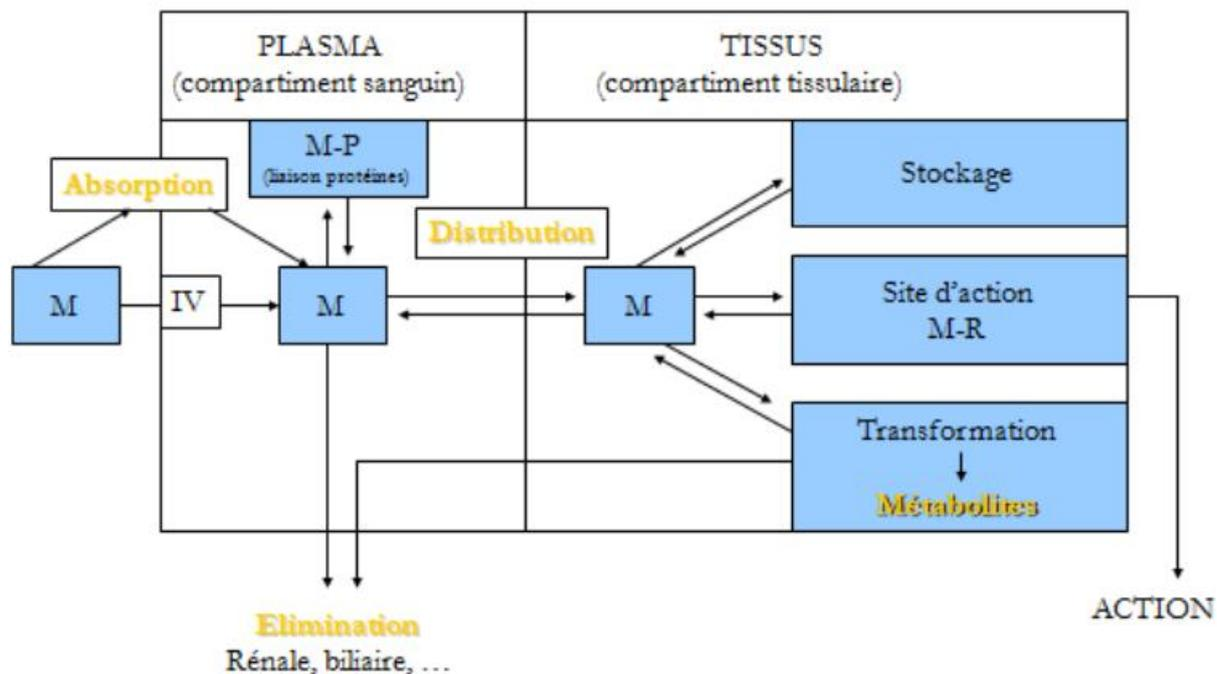 PLASMA
(compartiment sanguin)
TISSUS
(compartiment tissulaire)
M-P
(liaison protéines)
Absorption
Stockage
Distribution
M
IV
M
M
Site d'action
M-R
Transformation
Métabolites
Elimination
Rénale, biliaire, …
ACTION